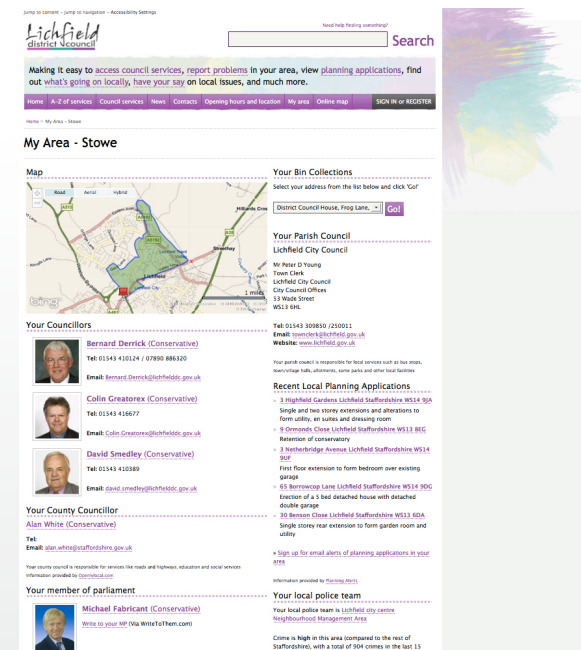 Jump to content - Jump to navigation - Accessibility Settings
Lichfield
district council
Need help finding something?
Search
Making it easy to access council services, report problems in your area, view planning applications, find
out what's going on locally, have your say on local issues, and much more.
Home A-Z of services Council services News Contacts Opening hours and location My area Online map SIGN IN or REGISTER
Home > My Area - Stowe
My Area - Stowe
Map
Road Aerial Hybrid
Lichfield
Lichfield City
Streethay
1 miles
bing
Your Councillors
Bernard Derrick (Conservative)
Tel: 01543 410124 / 07890 886320
Email: Bernard.Derrick@lichfielddc.gov.uk
Colin Greatorex (Conservative)
Tel: 01543 416677
Email: Colin.Greatorex@lichfielddc.gov.uk
David Smedley (Conservative)
Tel: 01543 410389
Email: david.smedley@lichfielddc.gov.uk
Your County Councillor
Alan White (Conservative)
Tel:
Email: alan.white@staffordshire.gov.uk
Your county council is responsible for services like roads and highways, education and social services
Information provided by Openlylocal.com
Your member of parliament
Michael Fabricant (Conservative)
Write to your MP (Via WriteToThem.com)
Your Bin Collections
Select your address from the list below and click 'Go!'
District Council House, Frog Lane, Go!
Your Parish Council
Lichfield City Council
Mr Peter D Young
Town Clerk
Lichfield City Council
City Council Offices
53 Wade Street
WS13 6HL
Tel: 01543 309850 /250011
Email: townclerk@lichfield.gov.uk
Website: www.lichfield.gov.uk
Your parish council is responsible for local services such as bus stops,
town/village halls, allotments, some parks and other local facilities
Recent Local Planning Applications
» 3 Highfield Gardens Lichfield Staffordshire WS14 9JA
Single and two storey extensions and alterations to
form utility, en suites and dressing room
» 9 Ormonds Close Lichfield Staffordshire WS13 8EG
Retention of conservatory
» 3 Netherbridge Avenue Lichfield Staffordshire WS14
9UF
First floor extension to form bedroom over existing
garage
» 65 Borrowcop Lane Lichfield Staffordshire WS14 9DG
Erection of a 5 bed detached house with detached
double garage
» 30 Benson Close Lichfield Staffordshire WS13 6DA
Single storey rear extension to form garden room and
utility
» Sign up for email alerts of planning applications in your
area
Information provided by Planning Alerts
Your local police team
Your local police team is Lichfield city centre
Neighbourhood Management Area
Crime is high in this area (compared to the rest of
Staffordshire), with a total of 904 crimes in the last 15